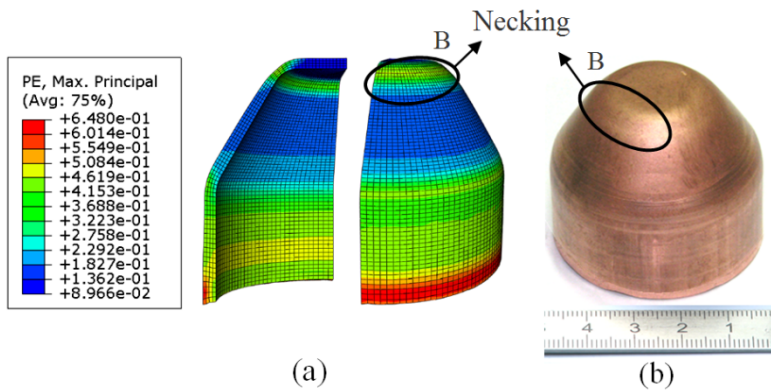 Necking
B
B
PE, Max. Principal
(Avg: 75%)
+6.480e-01
+6.014e-01
+5.549e-01
+5.084e-01
+4.619e-01
+4.153e-01
+3.688e-01
+3.223e-01
+2.758e-01
+2.292e-01
+1.827e-01
+1.362e-01
+8.966e-02
4 3 2 1
(a)
(b)